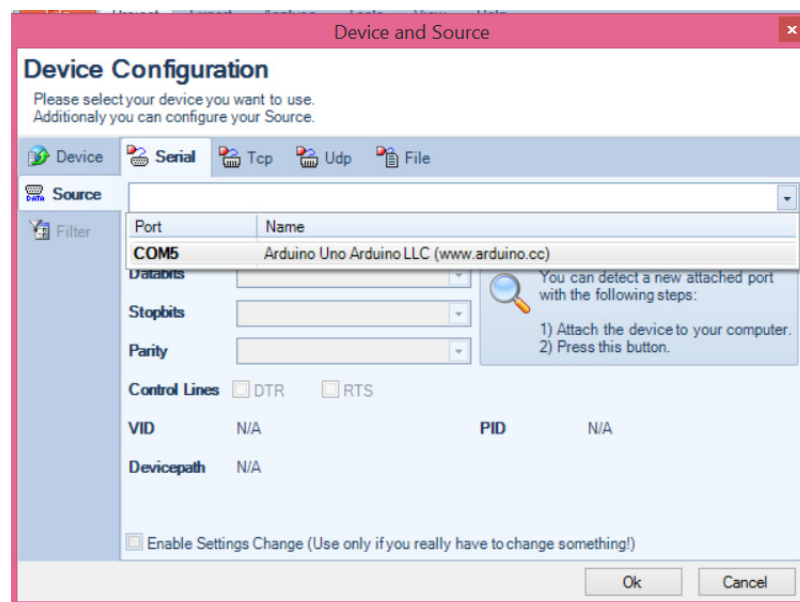 Device and Source
Device Configuration
Please select your device you want to use.
Additionaly you can configure your Source.
Device
Serial
Tcp
Udp
File
DATA
Source
Filter
Port
Name
COM5
Arduino Uno Arduino LLC (www.arduino.cc)
Databits
Stopbits
Parity
You can detect a new attached port
with the following steps:
1) Attach the device to your computer.
2) Press this button.
Control Lines
DTR
RTS
VID
N/A
PID
N/A
Devicepath
N/A
Enable Settings Change (Use only if you really have to change something!)
Ok
Cancel